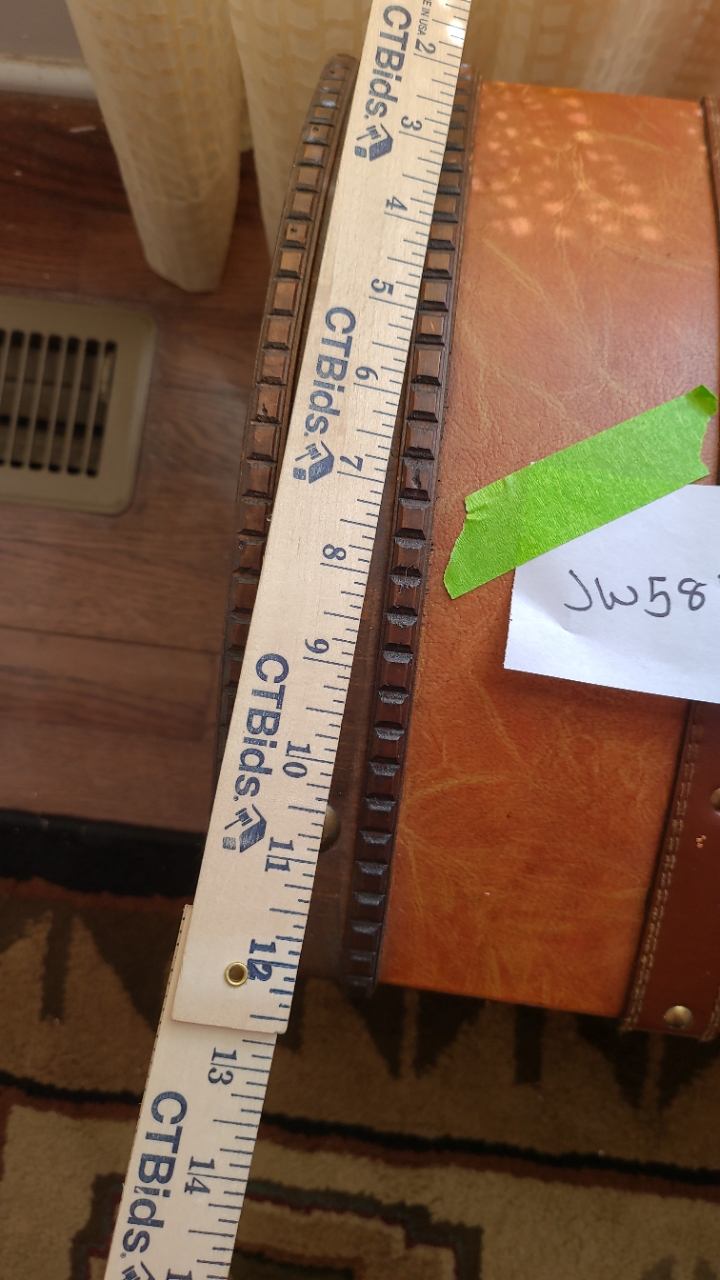 E IN USA
2
CTBids.
3
4
5
CTBids.
6
7
8
9
CTBids.
10
11
12
13
CTBids.
14
JW58